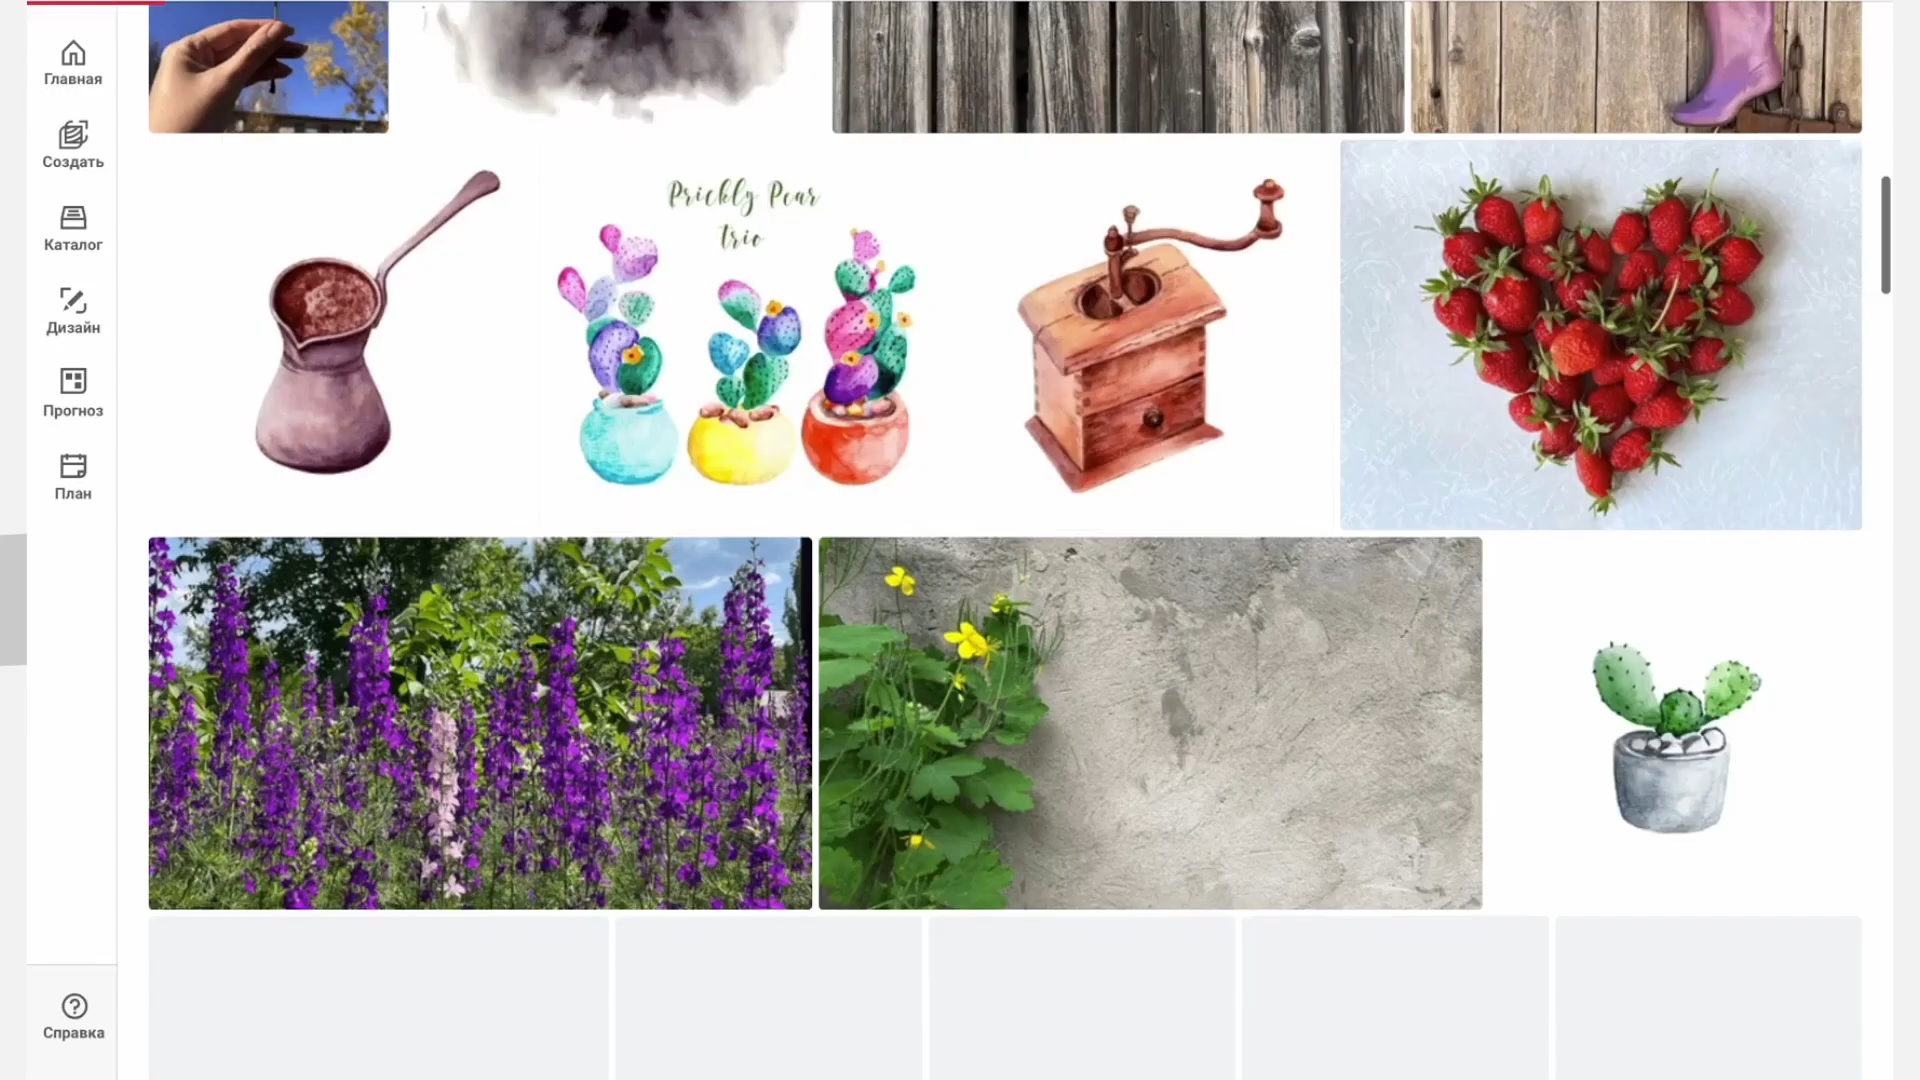 Главная
Создать
Каталог
Дизайн
Прогноз
План
Справка
Prickly Pear
trio